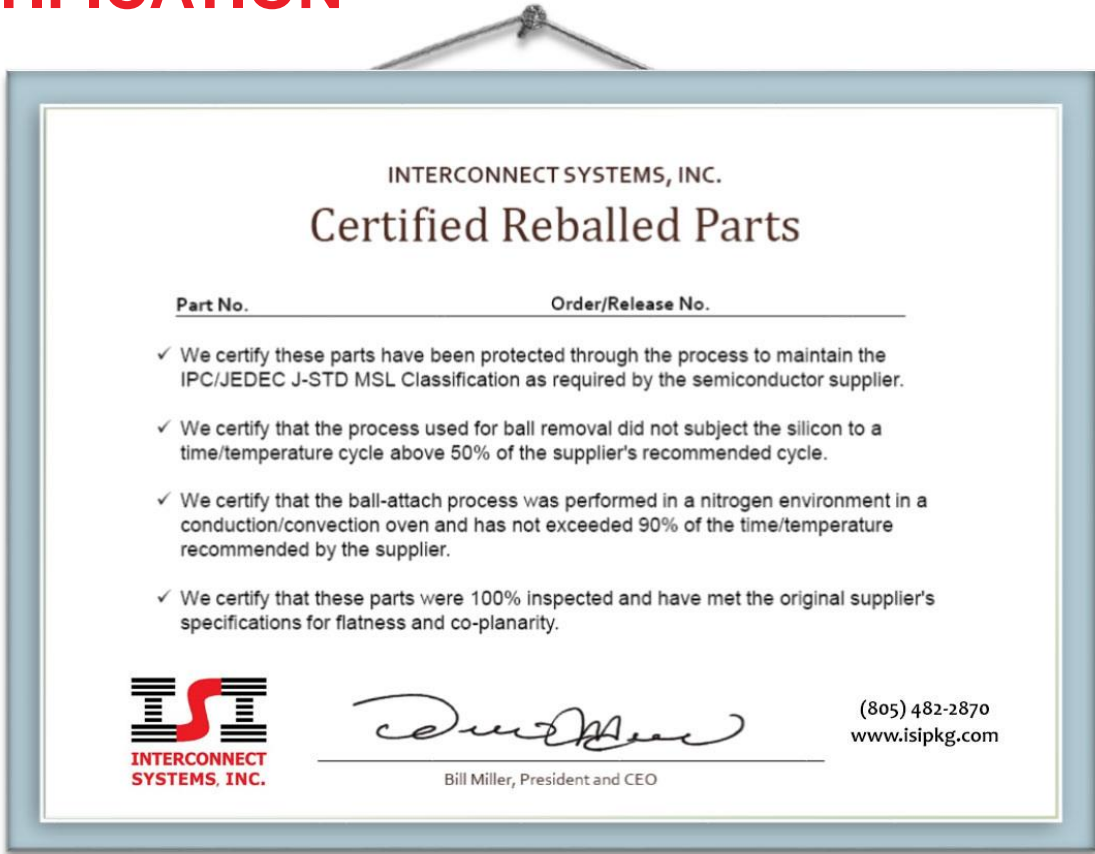 INTERCONNECT SYSTEMS, INC.
Certified Reballed Parts
Part No. Order/Release No.
✓ We certify these parts have been protected through the process to maintain the
IPC/JEDEC J-STD MSL Classification as required by the semiconductor supplier.
✓ We certify that the process used for ball removal did not subject the silicon to a
time/temperature cycle above 50% of the supplier's recommended cycle.
✓ We certify that the ball-attach process was performed in a nitrogen environment in a
conduction/convection oven and has not exceeded 90% of the time/temperature
recommended by the supplier.
✓ We certify that these parts were 100% inspected and have met the original supplier's
specifications for flatness and co-planarity.
ISI
INTERCONNECT
SYSTEMS, INC.
Bill Miller, President and CEO
(805) 482-2870
www.isipkg.com